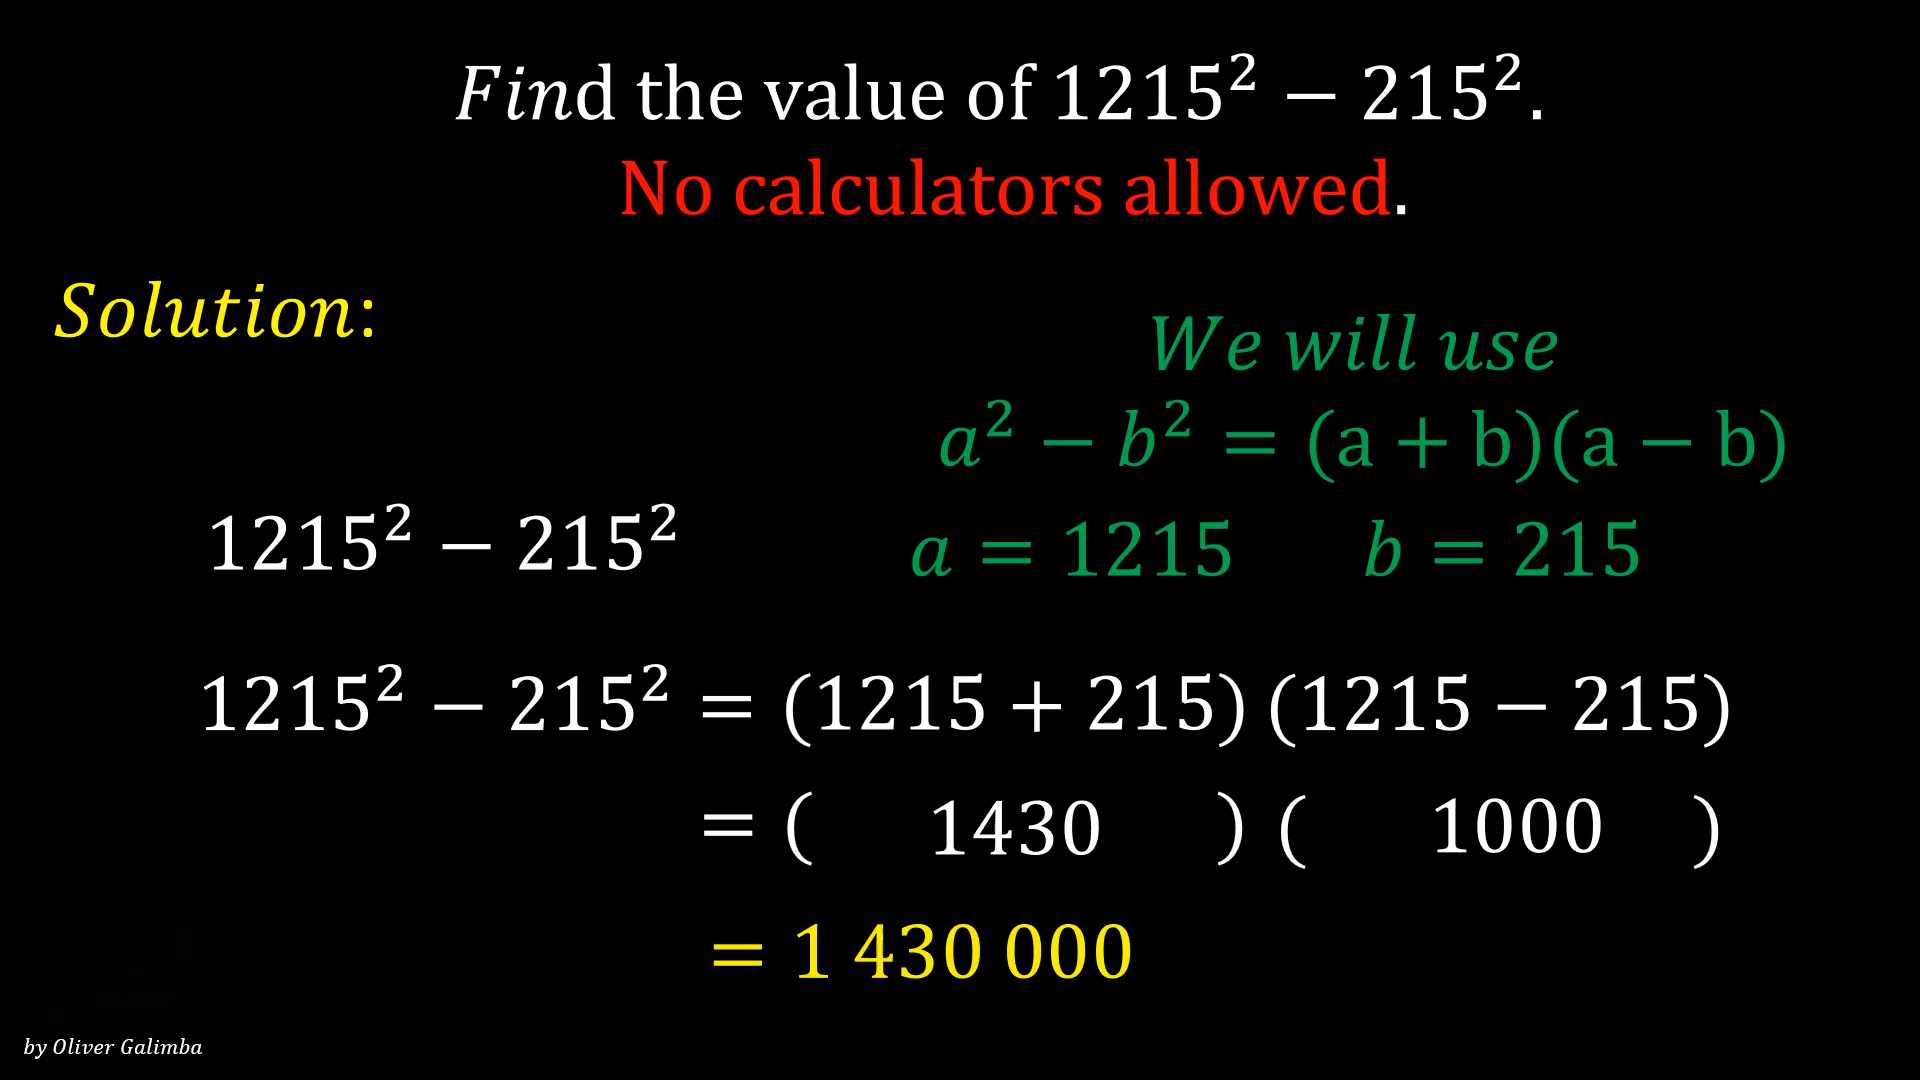 Find the value of 1215² − 215².
No calculators allowed.
Solution:
We will use
a² − b² = (a + b)(a − b)
1215² − 215²
a = 1215 b = 215
1215² − 215² = (1215 + 215) (1215 − 215)
= ( 1430 ) ( 1000 )
= 1 430 000
by Oliver Galimba